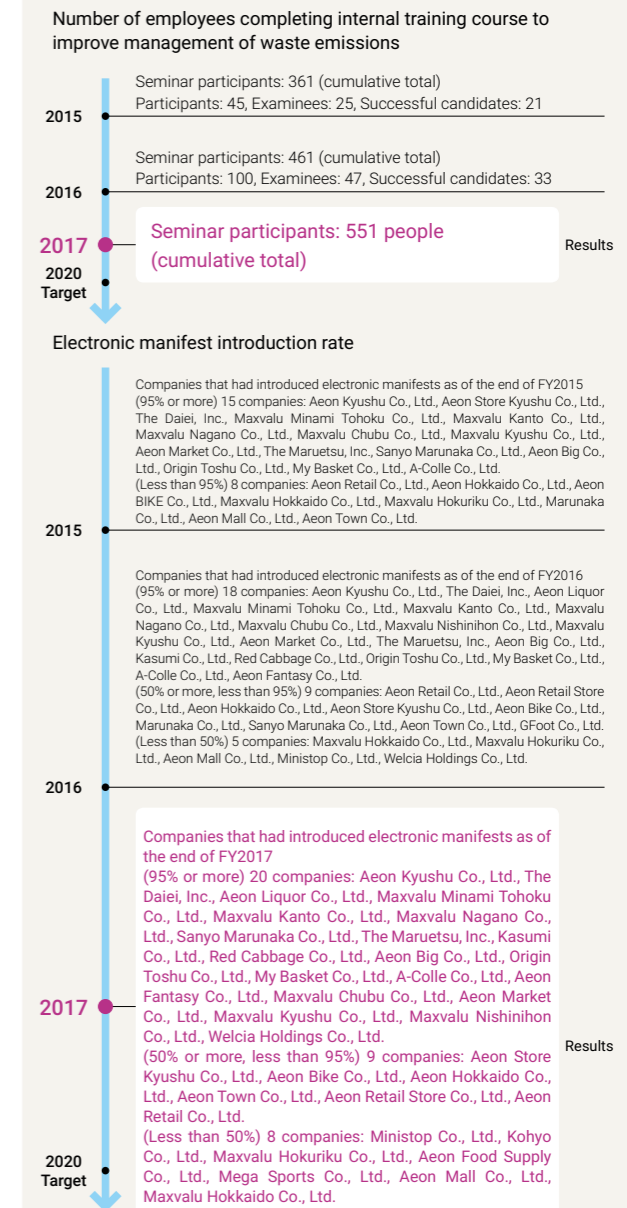 Number of employees completing internal training course to
improve management of waste emissions
Seminar participants: 361 (cumulative total)
Participants: 45, Examinees: 25, Successful candidates: 21
2015
Seminar participants: 461 (cumulative total)
Participants: 100, Examinees: 47, Successful candidates: 33
2016
Seminar participants: 551 people
(cumulative total)
2017
Results
2020
Target
Electronic manifest introduction rate
Companies that had introduced electronic manifests as of the end of FY2015
(95% or more) 15 companies: Aeon Kyushu Co., Ltd., Aeon Store Kyushu Co., Ltd.,
The Daiei, Inc., Maxvalu Minami Tohoku Co., Ltd., Maxvalu Kanto Co., Ltd.,
Maxvalu Nagano Co., Ltd., Maxvalu Chubu Co., Ltd., Maxvalu Kyushu Co., Ltd.,
Aeon Market Co., Ltd., The Maruetsu, Inc., Sanyo Marunaka Co., Ltd., Aeon Big Co.,
Ltd., Origin Toshu Co., Ltd., My Basket Co., Ltd., A-Colle Co., Ltd.
(Less than 95%) 8 companies: Aeon Retail Co., Ltd., Aeon Hokkaido Co., Ltd., Aeon
BIKE Co., Ltd., Maxvalu Hokkaido Co., Ltd., Maxvalu Hokuriku Co., Ltd., Marunaka
Co., Ltd., Aeon Mall Co., Ltd., Aeon Town Co., Ltd.
2015
Companies that had introduced electronic manifests as of the end of FY2016
(95% or more) 18 companies: Aeon Kyushu Co., Ltd., The Daiei, Inc., Aeon Liquor
Co., Ltd., Maxvalu Minami Tohoku Co., Ltd., Maxvalu Kanto Co., Ltd., Maxvalu
Nagano Co., Ltd., Maxvalu Chubu Co., Ltd., Maxvalu Nishinihon Co., Ltd., Maxvalu
Kyushu Co., Ltd., Aeon Market Co., Ltd., The Maruetsu, Inc., Aeon Big Co., Ltd.,
Kasumi Co., Ltd., Red Cabbage Co., Ltd., Origin Toshu Co., Ltd., My Basket Co., Ltd.,
A-Colle Co., Ltd., Aeon Fantasy Co., Ltd.
(50% or more, less than 95%) 9 companies: Aeon Retail Co., Ltd., Aeon Retail Store
Co., Ltd., Aeon Hokkaido Co., Ltd., Aeon Store Kyushu Co., Ltd., Aeon Bike Co., Ltd.,
Marunaka Co., Ltd., Sanyo Marunaka Co., Ltd., Aeon Town Co., Ltd., GFoot Co., Ltd.
(Less than 50%) 5 companies: Maxvalu Hokkaido Co., Ltd., Maxvalu Hokuriku Co.,
Ltd., Aeon Mall Co., Ltd., Ministop Co., Ltd., Welcia Holdings Co., Ltd.
2016
Companies that had introduced electronic manifests as of
the end of FY2017
(95% or more) 20 companies: Aeon Kyushu Co., Ltd., The
Daiei, Inc., Aeon Liquor Co., Ltd., Maxvalu Minami Tohoku
Co., Ltd., Maxvalu Kanto Co., Ltd., Maxvalu Nagano Co.,
Ltd., Sanyo Marunaka Co., Ltd., The Maruetsu, Inc., Kasumi
Co., Ltd., Red Cabbage Co., Ltd., Aeon Big Co., Ltd., Origin
Toshu Co., Ltd., My Basket Co., Ltd., A-Colle Co., Ltd., Aeon
Fantasy Co., Ltd., Maxvalu Chubu Co., Ltd., Aeon Market
Co., Ltd., Maxvalu Kyushu Co., Ltd., Maxvalu Nishinihon
Co., Ltd., Welcia Holdings Co., Ltd.
(50% or more, less than 95%) 9 companies: Aeon Store
Kyushu Co., Ltd., Aeon Bike Co., Ltd., Aeon Hokkaido Co.,
Ltd., Aeon Town Co., Ltd., Aeon Retail Store Co., Ltd., Aeon
Retail Co., Ltd.
(Less than 50%) 8 companies: Ministop Co., Ltd., Kohyo
Co., Ltd., Maxvalu Hokuriku Co., Ltd., Aeon Food Supply
Co., Ltd., Mega Sports Co., Ltd., Aeon Mall Co., Ltd.,
Maxvalu Hokkaido Co., Ltd.
2017
Results
2020
Target